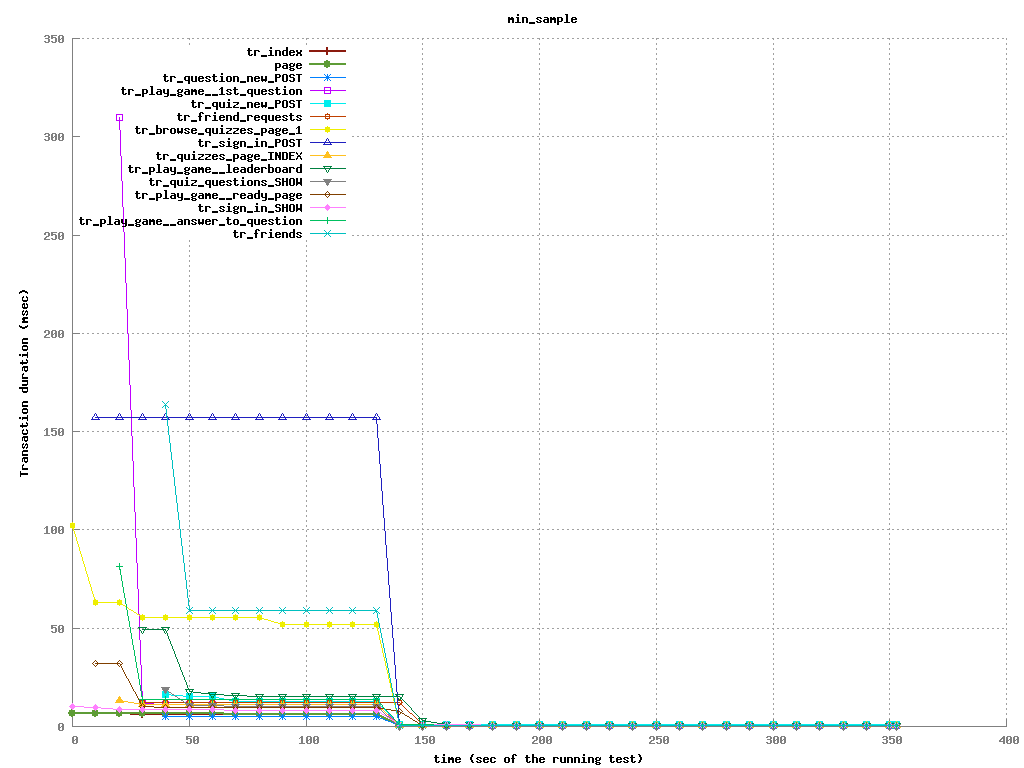 min_sample
350
300
250
200
150
100
50
0
Transaction duration (msec)
tr_index
page
tr_question_new_POST
tr_play_game__1st_question
tr_quiz_new_POST
tr_friend_requests
tr_browse_quizzes_page_1
tr_sign_in_POST
tr_quizzes_page_INDEX
tr_play_game__leaderboard
tr_quiz_questions_SHOW
tr_play_game__ready_page
tr_sign_in_SHOW
tr_play_game__answer_to_question
tr_friends
0 50 100 150 200 250 300 350 400
time (sec of the running test)